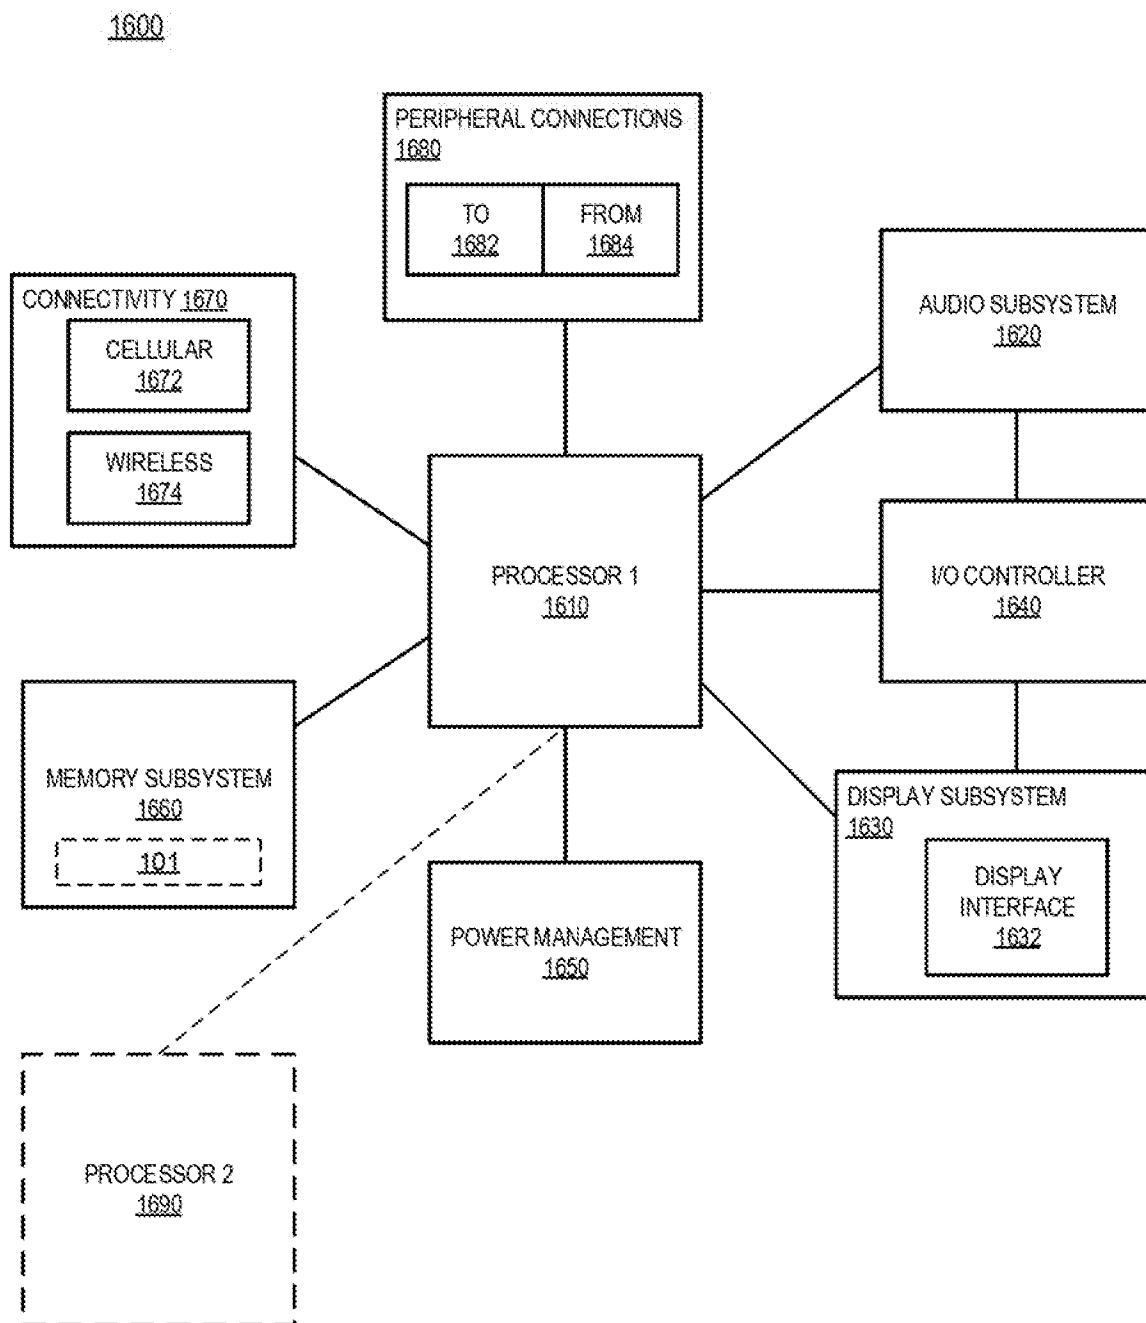 1600
PERIPHERAL CONNECTIONS
1680
TO
1682
FROM
1684
CONNECTIVITY 1670
CELLULAR
1672
WIRELESS
1674
AUDIO SUBSYSTEM
1620
PROCESSOR 1
1610
I/O CONTROLLER
1640
MEMORY SUBSYSTEM
1660
101
DISPLAY SUBSYSTEM
1630
DISPLAY
INTERFACE
1632
POWER MANAGEMENT
1650
PROCESSOR 2
1690